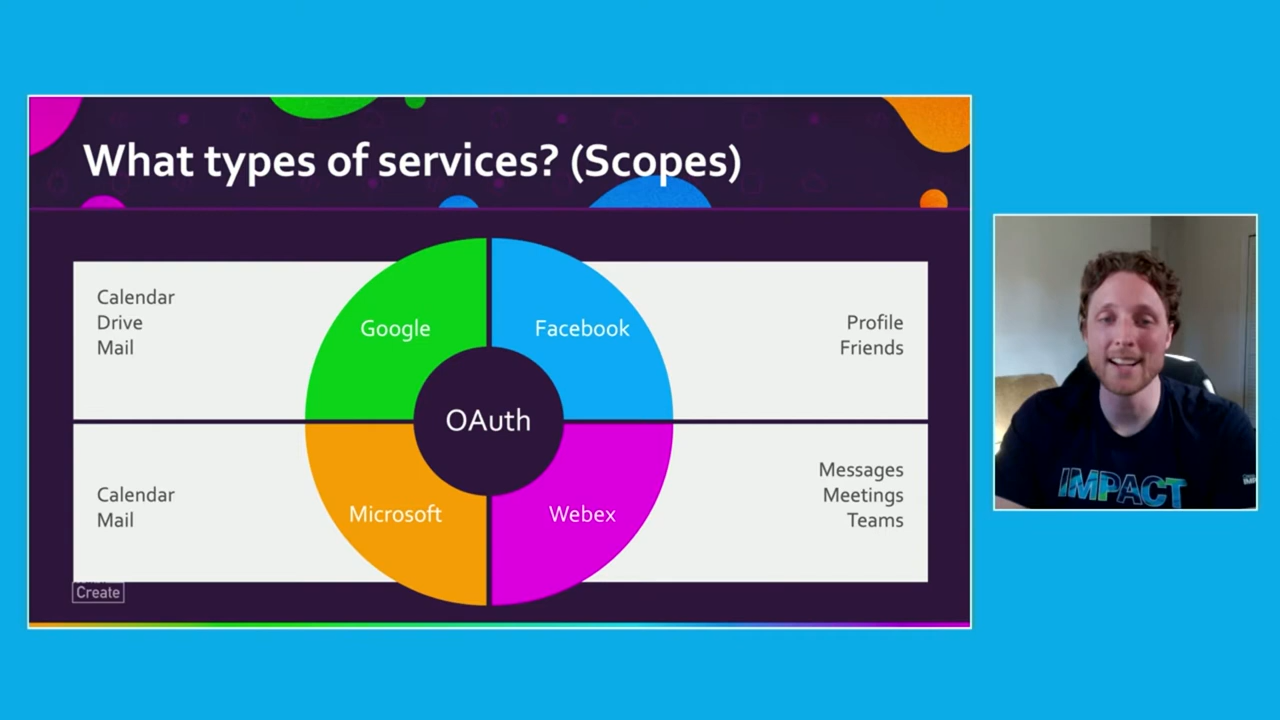 What types of services? (Scopes)
Calendar
Drive
Mail
Google
Facebook
Profile
Friends
OAuth
Calendar
Mail
Microsoft
Webex
Messages
Meetings
Teams
Create
IMPACT